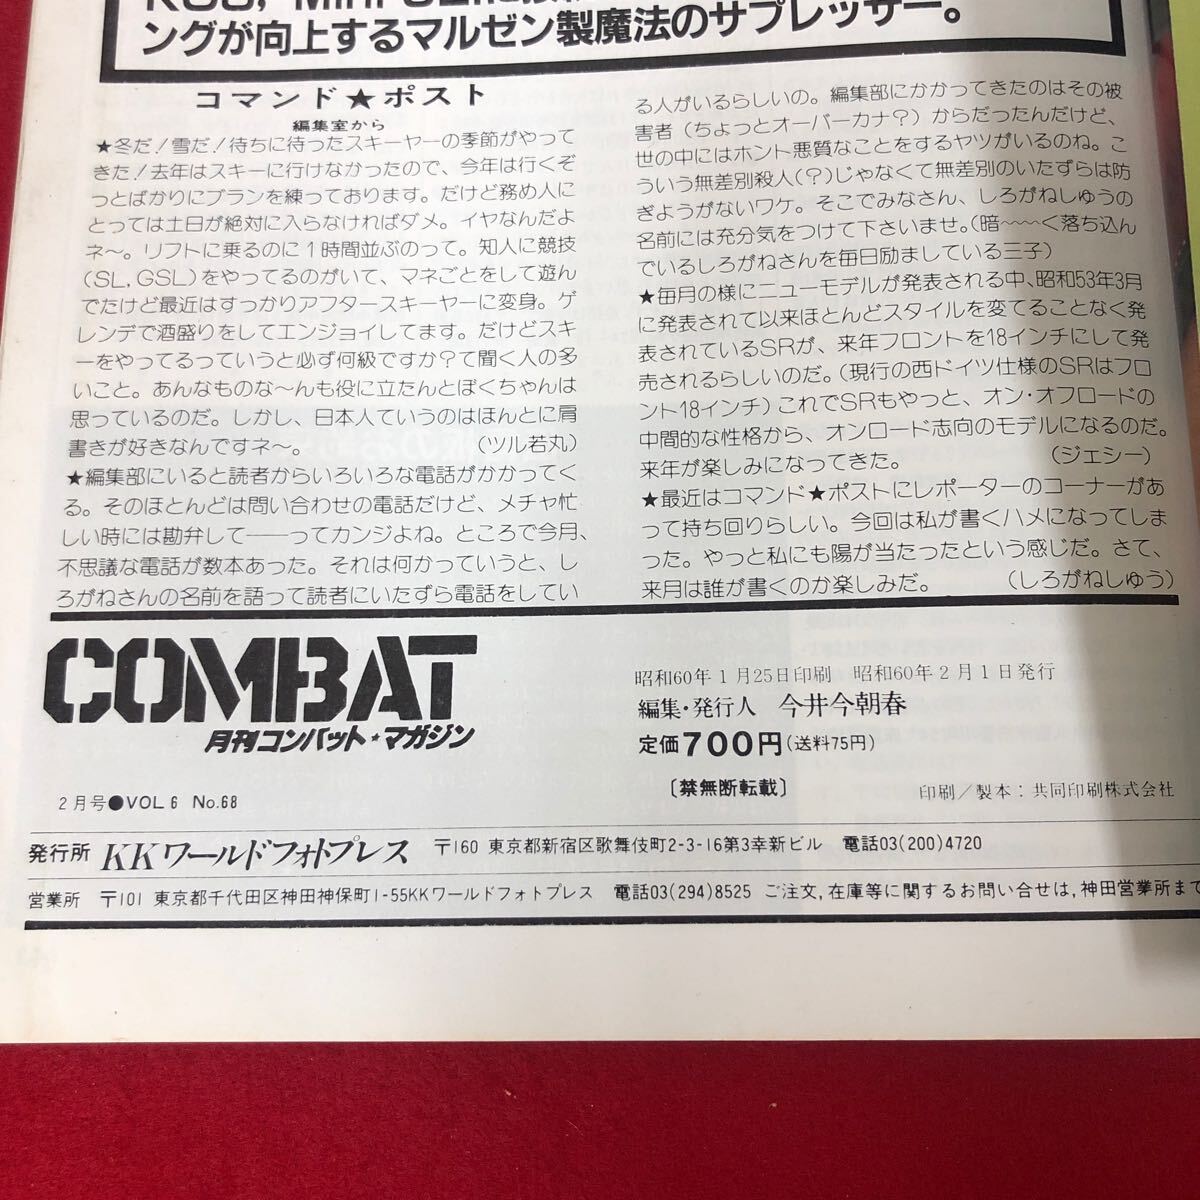 ングが向上するマルゼン製魔法のサプレッサー。
コマンド★ポスト
編集室から
★冬だ!雪だ!待ちに待ったスキーヤーの季節がやって
きた!去年はスキーに行けなかったので、今年は行くぞ
っとばかりにプランを練っております。だけど務め人に
とっては土日が絶対に入らなければダメ。イヤなんだよ
ネ〜。リフトに乗るのに1時間並ぶのって。知人に競技
(SL,GSL)をやってるのがいて、マネごとをして遊ん
でたけど最近はすっかりアフタースキーヤーに変身。ゲ
レンデで酒盛りをしてエンジョイしてます。だけどスキ
ーをやってるっていうと必ず何級ですか?て聞く人の多
いこと。あんなものな〜んも役に立たんとぼくちゃんは
思っているのだ。しかし、日本人ていうのはほんとに肩
書きが好きなんですネ〜。 (ツル若丸)
★編集部にいると読者からいろいろな電話がかかってく
る。そのほとんどは問い合わせの電話だけど、メチャ忙
しい時には勘弁して――ってカンジよね。ところで今月、
不思議な電話が数本あった。それは何かっていうと、し
ろがねさんの名前を語って読者にいたずら電話をしてい
る人がいるらしいの。編集部にかかってきたのはその被
害者(ちょっとオーバーカナ?)からだったんだけど、
世の中にはホント悪質なことをするヤツがいるのね。こ
ういう無差別殺人(?)じゃなくて無差別のいたずらは防
ぎようがないワケ。そこでみなさん、しろがねしゅうの
名前には充分気をつけて下さいませ。(暗〜〜く落ち込ん
でいるしろがねさんを毎日励ましている三子)
★毎月の様にニューモデルが発表される中、昭和53年3月
に発表されて以来ほとんどスタイルを変てることなく発
表されているSRが、来年フロントを18インチにして発
売されるらしいのだ。(現行の西ドイツ仕様のSRはフロ
ント18インチ)これでSRもやっと、オン・オフロードの
中間的な性格から、オンロード志向のモデルになるのだ。
来年が楽しみになってきた。 (ジェシー)
★最近はコマンド★ポストにレポーターのコーナーがあ
って持ち回りらしい。今回は私が書くハメになってしま
った。やっと私にも陽が当たったという感じだ。さて、
来月は誰が書くのか楽しみだ。 (しろがねしゅう)
COMBAT
月刊コンバット★マガジン
2月号●VOL 6 No.68
昭和60年1月25日印刷 昭和60年2月1日発行
編集・発行人 今井今朝春
定価700円(送料75円)
〔禁無断転載〕
印刷/製本:共同印刷株式会社
発行所 KKワールドフォトプレス 〒160 東京都新宿区歌舞伎町2-3-16第3幸新ビル 電話03(200)4720
営業所 〒101 東京都千代田区神田神保町1-55KKワールドフォトプレス 電話03(294)8525 ご注文,在庫等に関するお問い合せは,神田営業所まで